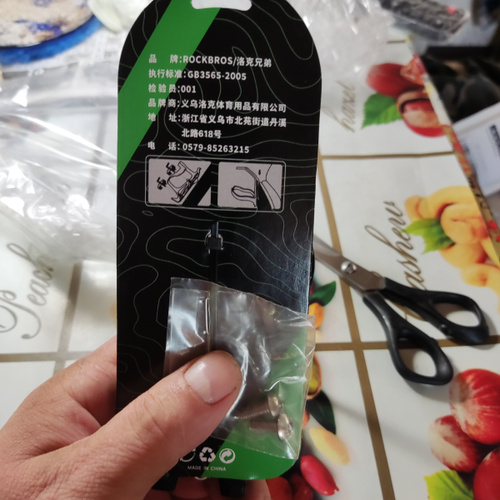 品　牌:ROCKBROS/洛克兄弟
执行标准:GB3565-2005
检 验 员:001
品 牌 商:义乌洛克体育用品有限公司
地　址:浙江省义乌市北苑街道丹溪
北路618号
电　话:0579-85263215
MADE IN CHINA
Peach
cashew
hazel